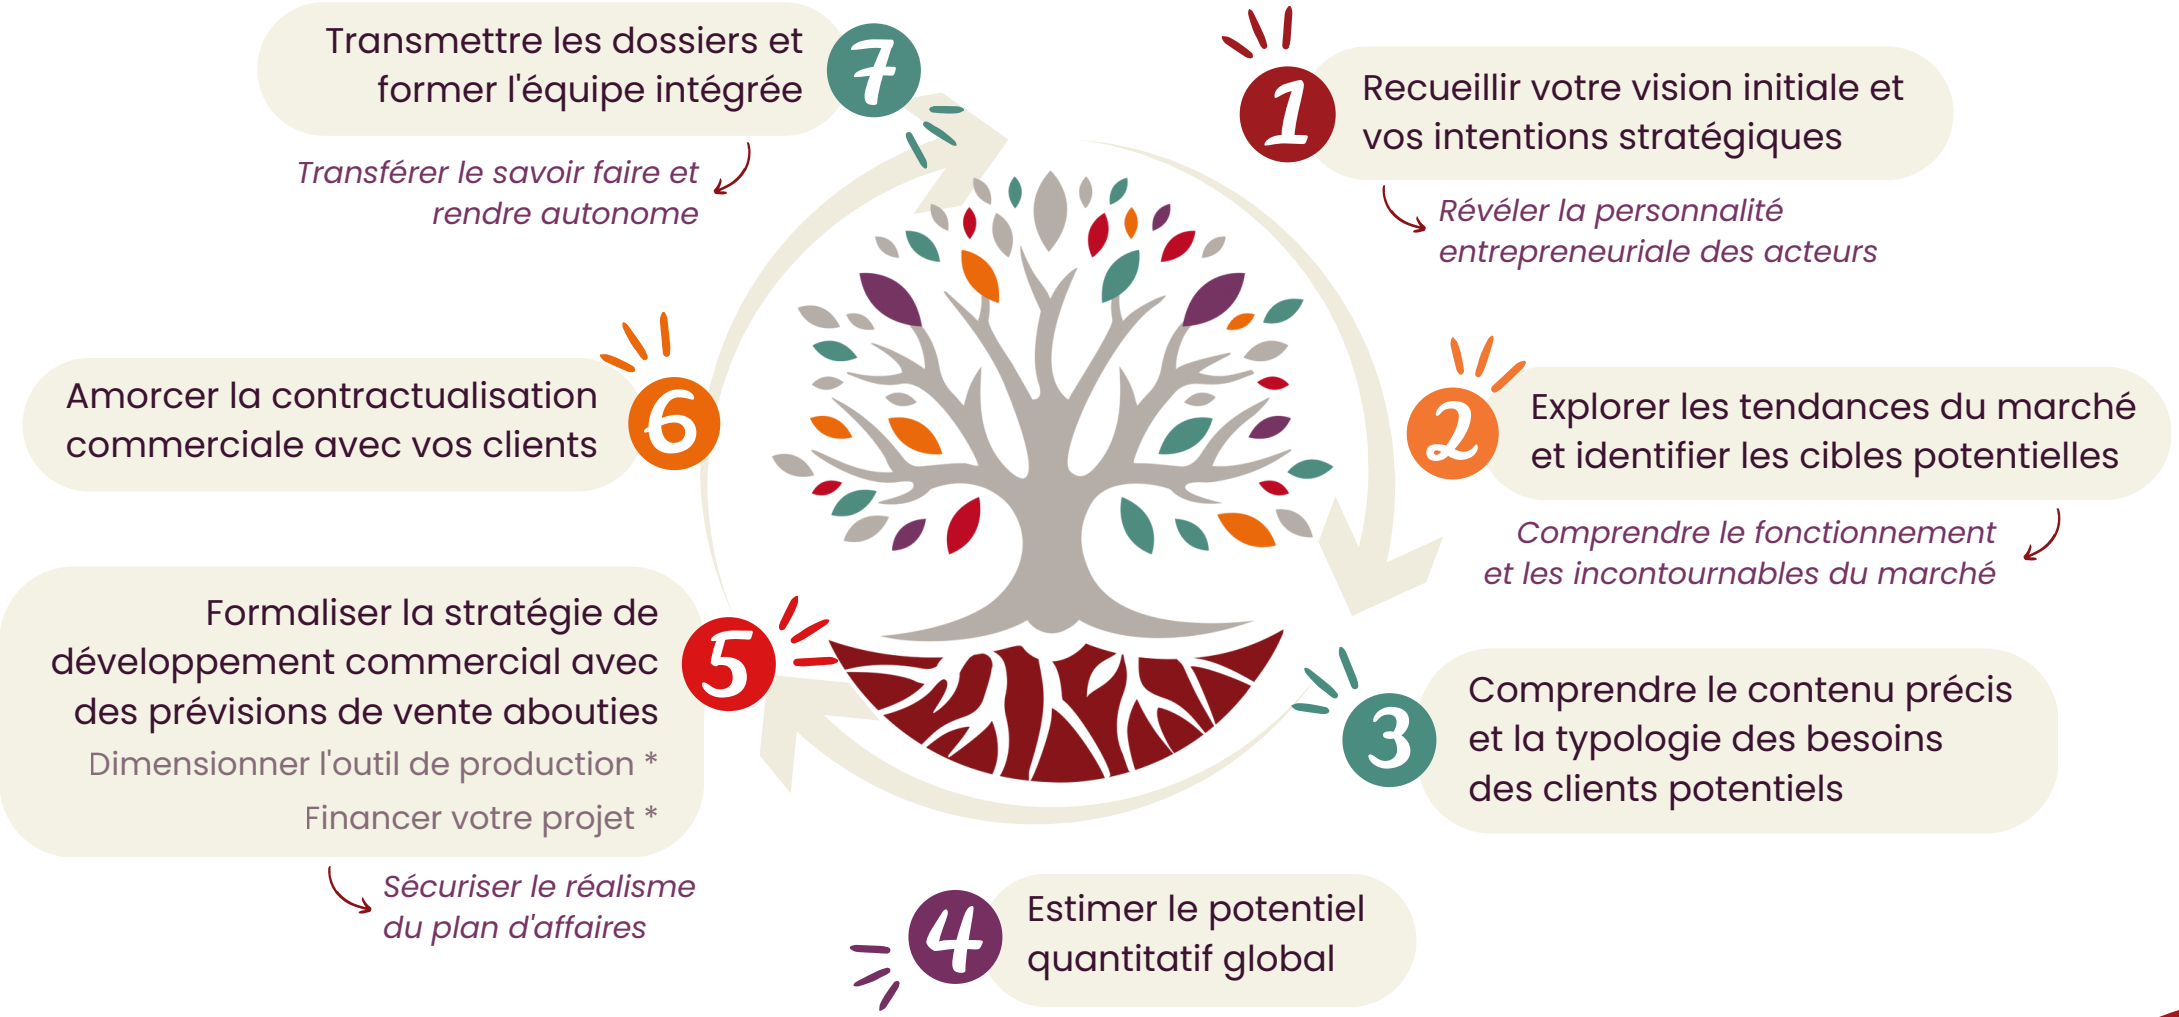 1
Recueillir votre vision initiale et
vos intentions stratégiques
Révéler la personnalité
entrepreneuriale des acteurs
2
Explorer les tendances du marché
et identifier les cibles potentielles
Comprendre le fonctionnement
et les incontournables du marché
3
Comprendre le contenu précis
et la typologie des besoins
des clients potentiels
4
Estimer le potentiel
quantitatif global
5
Formaliser la stratégie de
développement commercial avec
des prévisions de vente abouties
Dimensionner l'outil de production *
Financer votre projet *
Sécuriser le réalisme
du plan d'affaires
6
Amorcer la contractualisation
commerciale avec vos clients
7
Transmettre les dossiers et
former l'équipe intégrée
Transférer le savoir faire et
rendre autonome